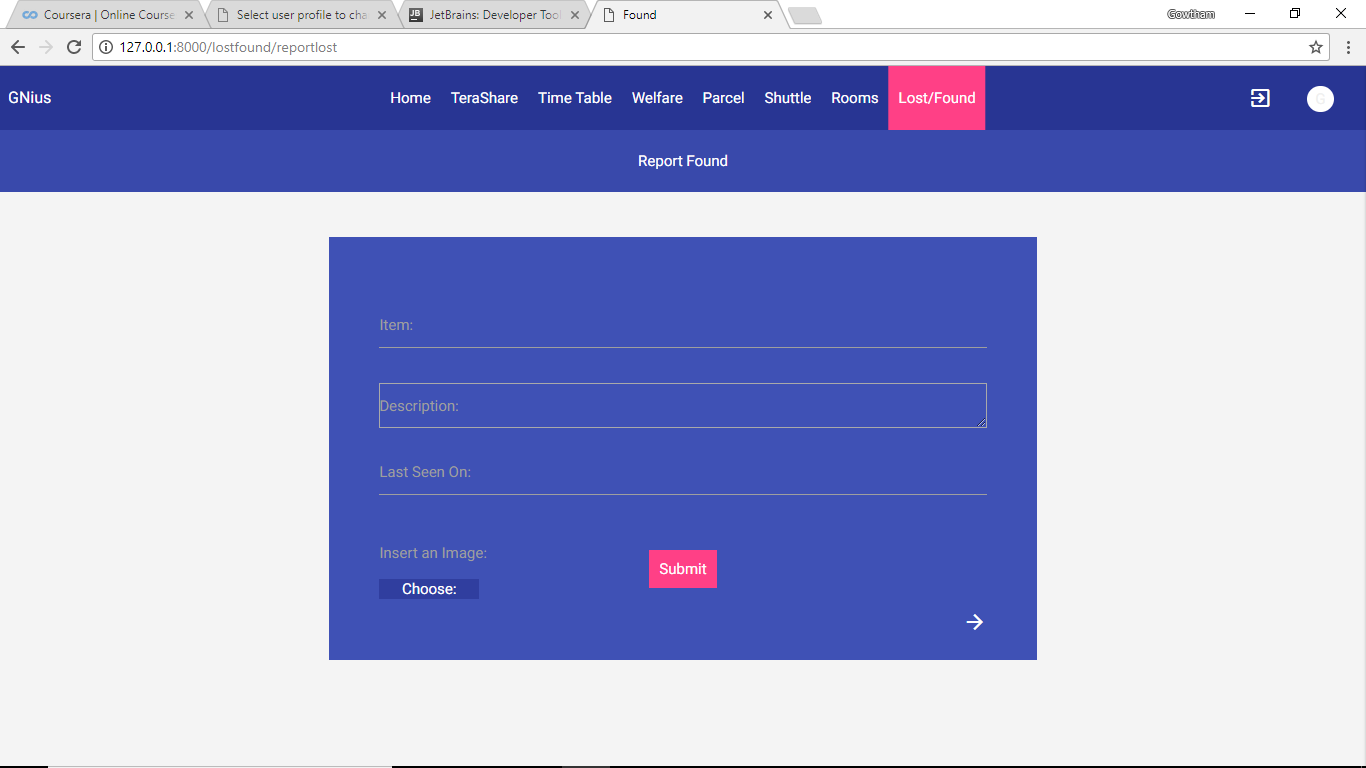 Coursera | Online Course
Select user profile to cha
JetBrains: Developer Tool
Found
Gowtham
127.0.0.1:8000/lostfound/reportlost
GNius
Home
TeraShare
Time Table
Welfare
Parcel
Shuttle
Rooms
Lost/Found
G
Report Found
Item:
Description:
Last Seen On:
Insert an Image:
Submit
Choose: